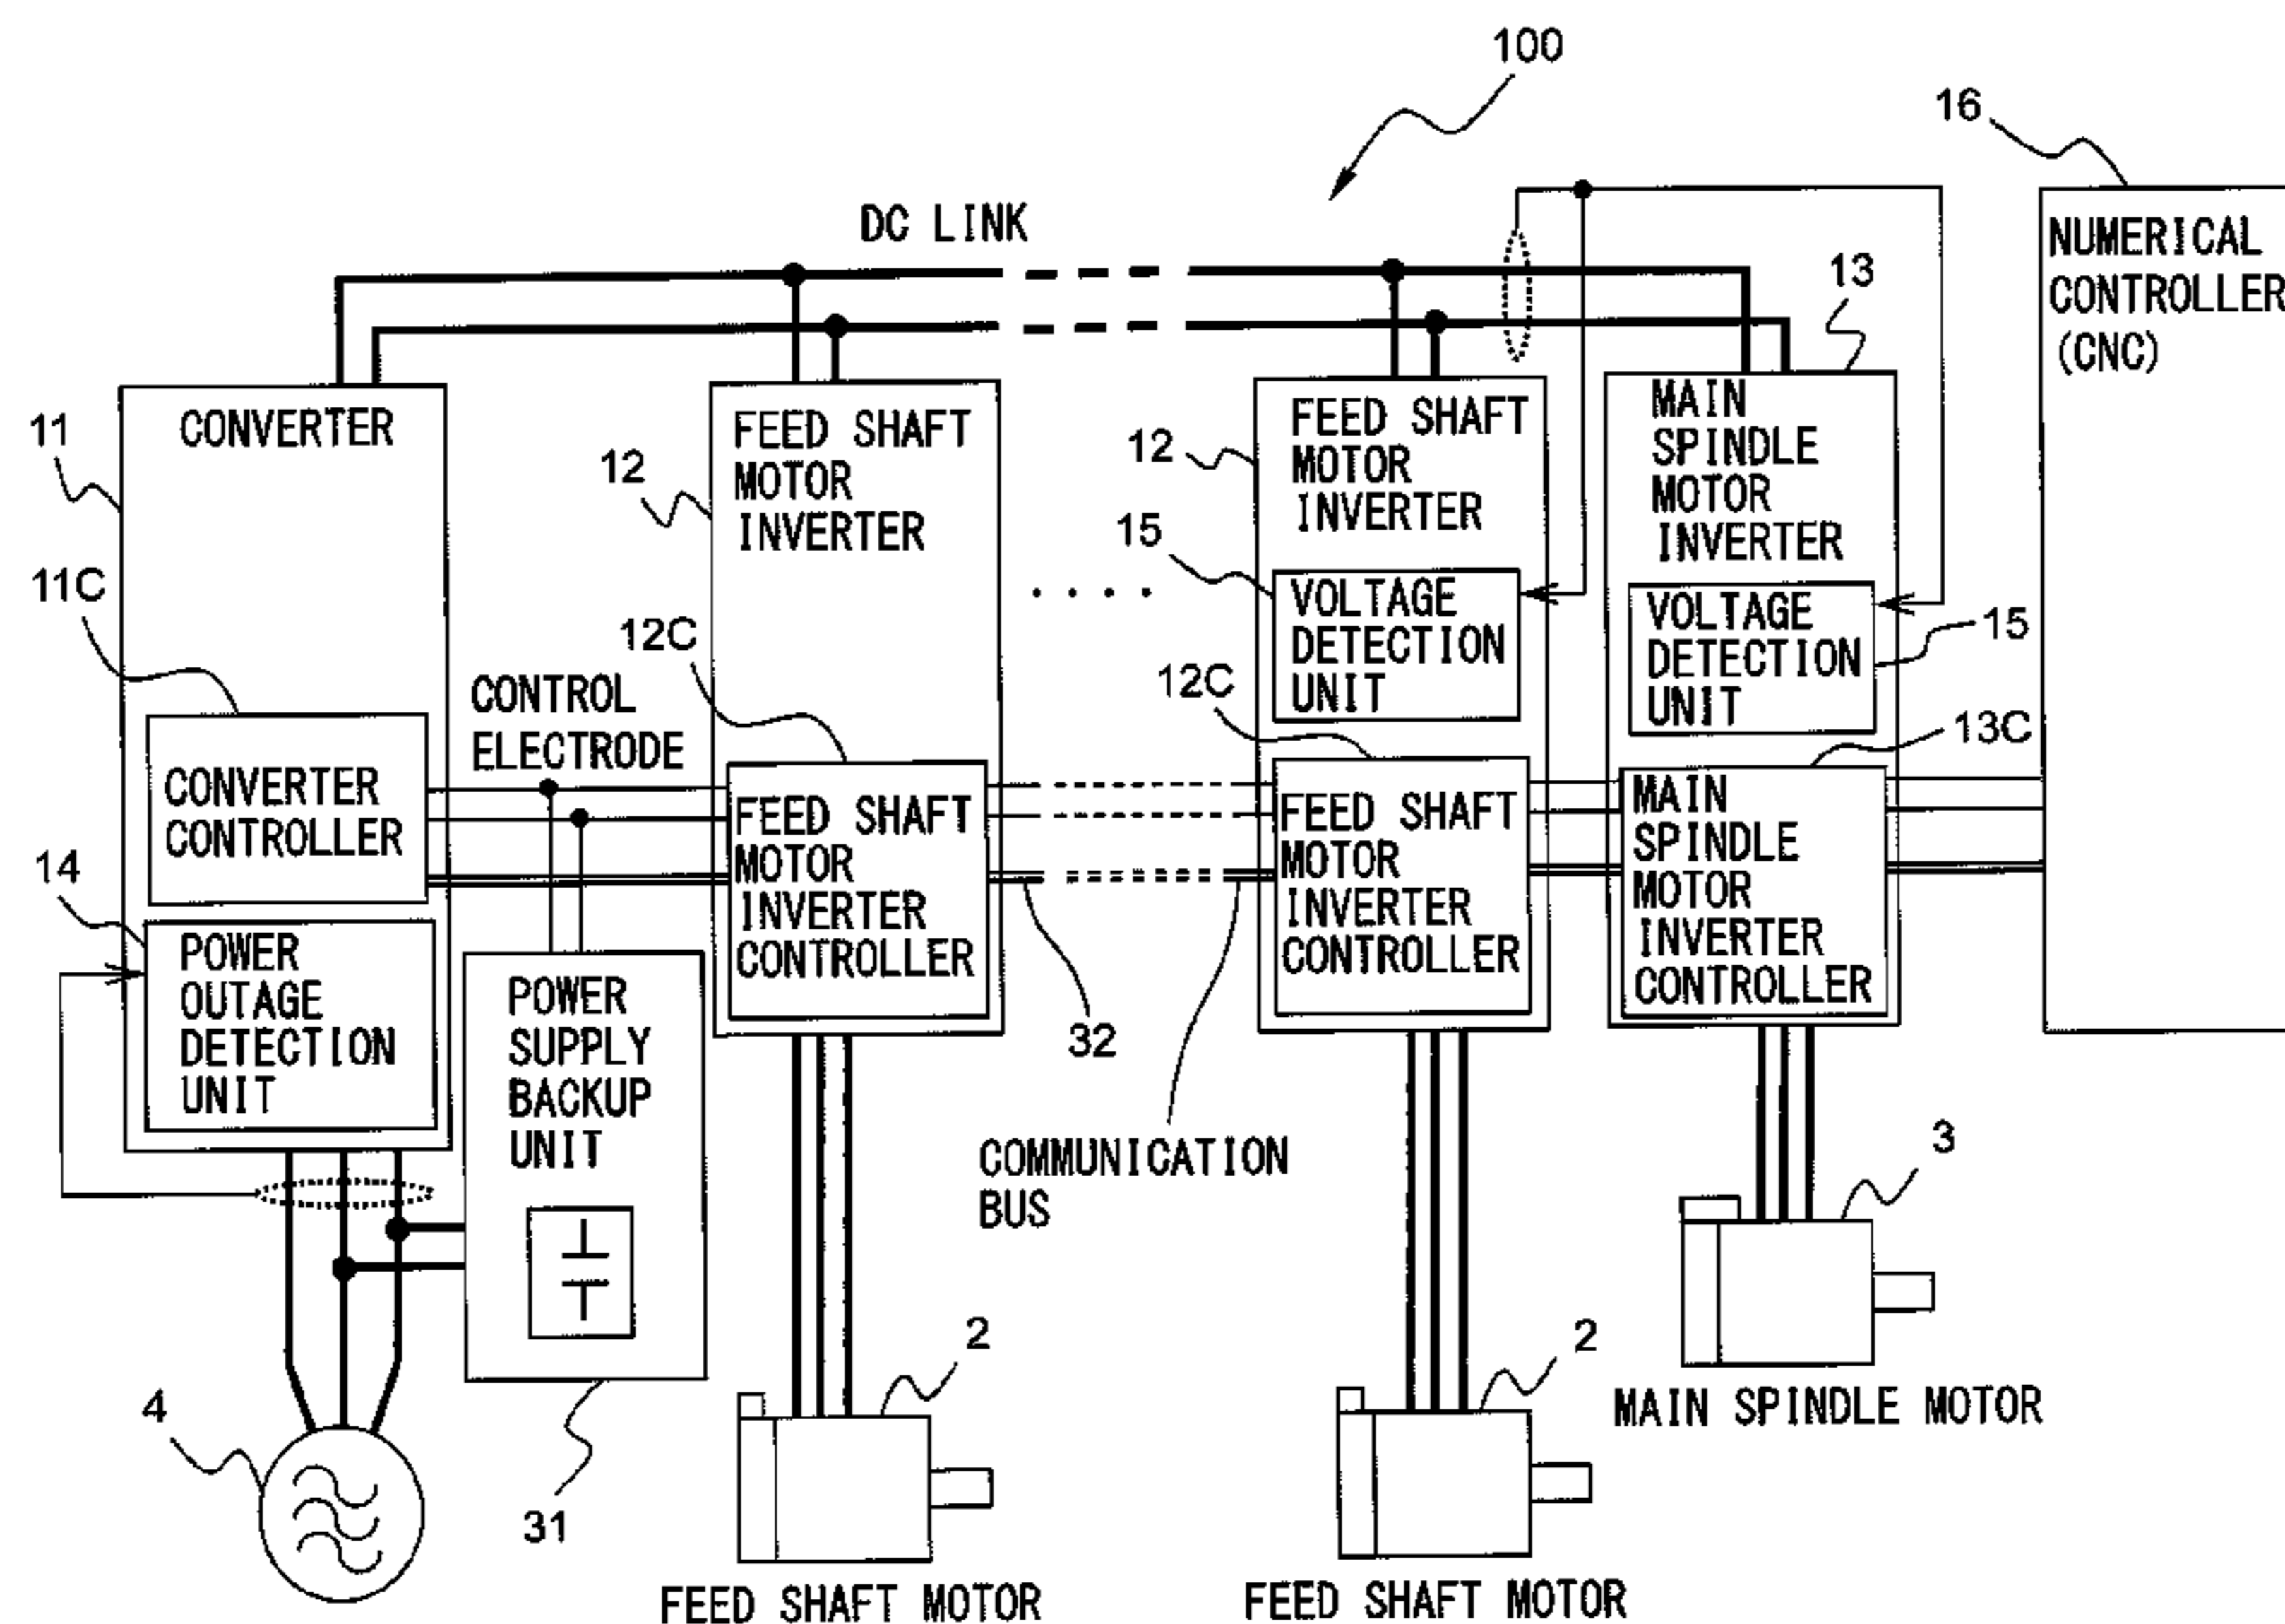 100
16
DC LINK
NUMERICAL
CONTROLLER
(CNC)
13
11
CONVERTER
12
FEED SHAFT
MOTOR
INVERTER
12
FEED SHAFT
MOTOR
INVERTER
MAIN
SPINDLE
MOTOR
INVERTER
15
VOLTAGE
DETECTION
UNIT
VOLTAGE
DETECTION
UNIT
15
11C
12C
12C
13C
CONTROL
ELECTRODE
CONVERTER
CONTROLLER
FEED SHAFT
MOTOR
INVERTER
CONTROLLER
FEED SHAFT
MOTOR
INVERTER
CONTROLLER
MAIN
SPINDLE
MOTOR
INVERTER
CONTROLLER
14
POWER
OUTAGE
DETECTION
UNIT
POWER
SUPPLY
BACKUP
UNIT
32
COMMUNICATION
BUS
3
2
2
MAIN SPINDLE MOTOR
4
31
FEED SHAFT MOTOR
FEED SHAFT MOTOR